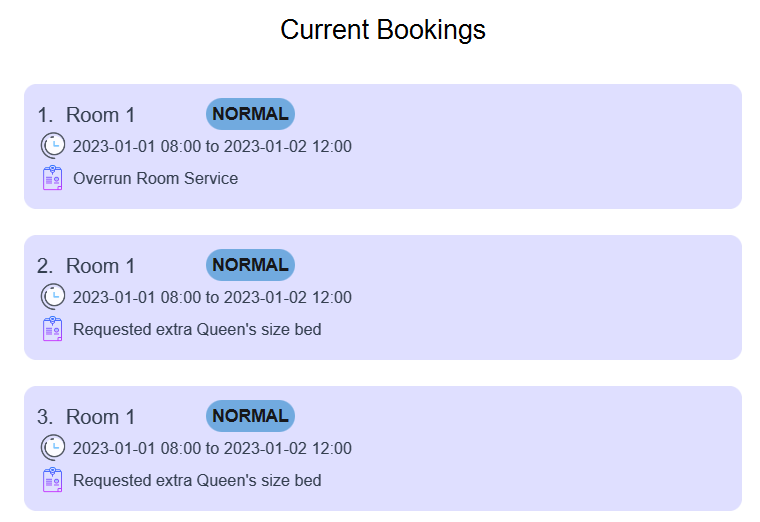 Current Bookings
1. Room 1 NORMAL
2023-01-01 08:00 to 2023-01-02 12:00
Overrun Room Service
2. Room 1 NORMAL
2023-01-01 08:00 to 2023-01-02 12:00
Requested extra Queen's size bed
3. Room 1 NORMAL
2023-01-01 08:00 to 2023-01-02 12:00
Requested extra Queen's size bed